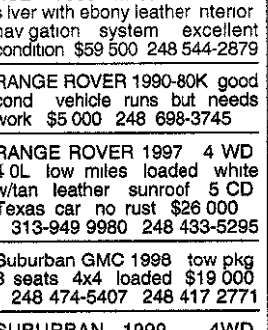 s lver with ebony leather nterior
nav gation system excellent
condition $59 500 248 544-2879
RANGE ROVER 1990-80K good
cond vehicle runs but needs
work $5 000 248 698-3745
RANGE ROVER 1997 4 WD
4 0L low miles loaded white
w/tan leather sunroof 5 CD
Texas car no rust $26 000
313-949 9980 248 433-5295
Suburban GMC 1998 tow pkg
8 seats 4x4 loaded $19 000
248 474-5407 248 417 2771
SUBURBAN 1999 4WD